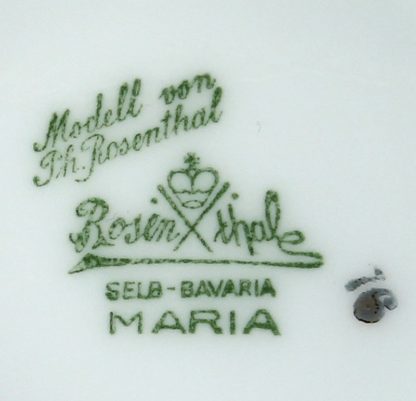 Modell von
Ph. Rosenthal
Rosenthal
SELB - BAVARIA
MARIA